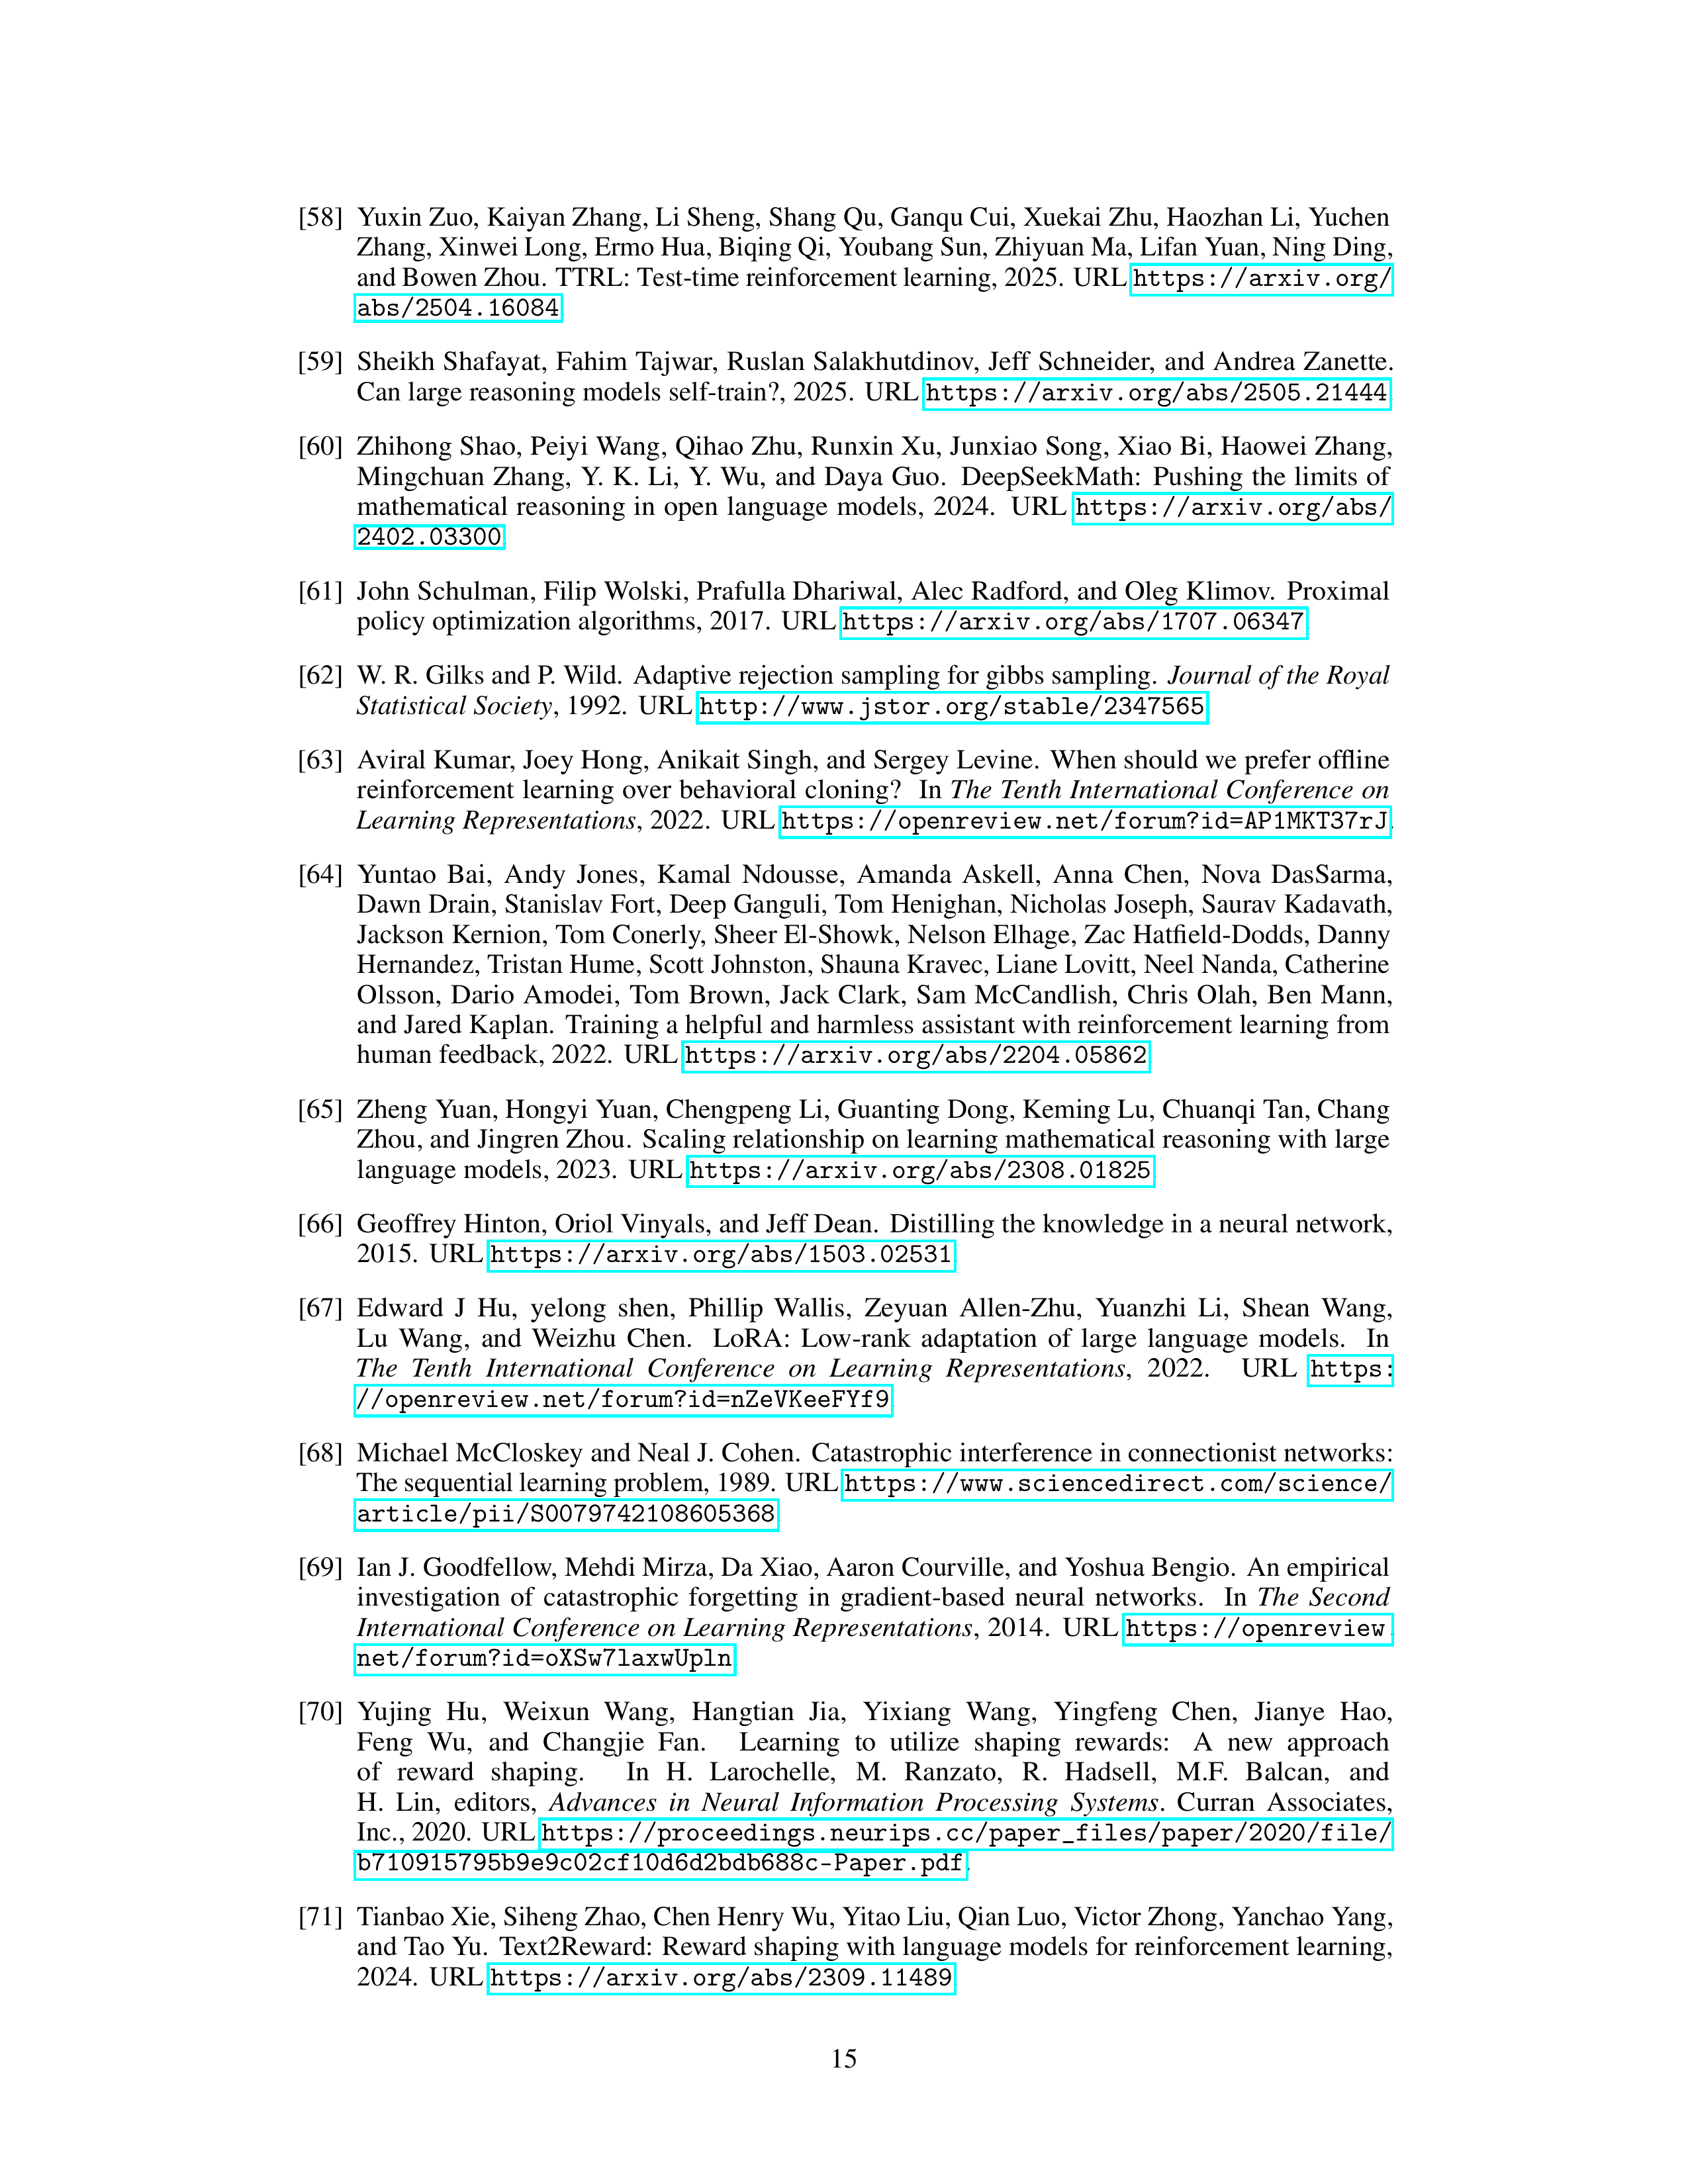 [58] Yuxin Zuo, Kaiyan Zhang, Li Sheng, Shang Qu, Ganqu Cui, Xuekai Zhu, Haozhan Li, Yuchen
Zhang, Xinwei Long, Ermo Hua, Biqing Qi, Youbang Sun, Zhiyuan Ma, Lifan Yuan, Ning Ding,
and Bowen Zhou. TTRL: Test-time reinforcement learning, 2025. URL https://arxiv.org/
abs/2504.16084.
[59] Sheikh Shafayat, Fahim Tajwar, Ruslan Salakhutdinov, Jeff Schneider, and Andrea Zanette.
Can large reasoning models self-train?, 2025. URL https://arxiv.org/abs/2505.21444.
[60] Zhihong Shao, Peiyi Wang, Qihao Zhu, Runxin Xu, Junxiao Song, Xiao Bi, Haowei Zhang,
Mingchuan Zhang, Y. K. Li, Y. Wu, and Daya Guo. DeepSeekMath: Pushing the limits of
mathematical reasoning in open language models, 2024. URL https://arxiv.org/abs/
2402.03300.
[61] John Schulman, Filip Wolski, Prafulla Dhariwal, Alec Radford, and Oleg Klimov. Proximal
policy optimization algorithms, 2017. URL https://arxiv.org/abs/1707.06347.
[62] W. R. Gilks and P. Wild. Adaptive rejection sampling for gibbs sampling. Journal of the Royal
Statistical Society, 1992. URL http://www.jstor.org/stable/2347565.
[63] Aviral Kumar, Joey Hong, Anikait Singh, and Sergey Levine. When should we prefer offline
reinforcement learning over behavioral cloning? In The Tenth International Conference on
Learning Representations, 2022. URL https://openreview.net/forum?id=AP1MKT37rJ.
[64] Yuntao Bai, Andy Jones, Kamal Ndousse, Amanda Askell, Anna Chen, Nova DasSarma,
Dawn Drain, Stanislav Fort, Deep Ganguli, Tom Henighan, Nicholas Joseph, Saurav Kadavath,
Jackson Kernion, Tom Conerly, Sheer El-Showk, Nelson Elhage, Zac Hatfield-Dodds, Danny
Hernandez, Tristan Hume, Scott Johnston, Shauna Kravec, Liane Lovitt, Neel Nanda, Catherine
Olsson, Dario Amodei, Tom Brown, Jack Clark, Sam McCandlish, Chris Olah, Ben Mann,
and Jared Kaplan. Training a helpful and harmless assistant with reinforcement learning from
human feedback, 2022. URL https://arxiv.org/abs/2204.05862.
[65] Zheng Yuan, Hongyi Yuan, Chengpeng Li, Guanting Dong, Keming Lu, Chuanqi Tan, Chang
Zhou, and Jingren Zhou. Scaling relationship on learning mathematical reasoning with large
language models, 2023. URL https://arxiv.org/abs/2308.01825.
[66] Geoffrey Hinton, Oriol Vinyals, and Jeff Dean. Distilling the knowledge in a neural network,
2015. URL https://arxiv.org/abs/1503.02531.
[67] Edward J Hu, yelong shen, Phillip Wallis, Zeyuan Allen-Zhu, Yuanzhi Li, Shean Wang,
Lu Wang, and Weizhu Chen. LoRA: Low-rank adaptation of large language models. In
The Tenth International Conference on Learning Representations, 2022. URL https:
//openreview.net/forum?id=nZeVKeeFYf9.
[68] Michael McCloskey and Neal J. Cohen. Catastrophic interference in connectionist networks:
The sequential learning problem, 1989. URL https://www.sciencedirect.com/science/
article/pii/S0079742108605368.
[69] Ian J. Goodfellow, Mehdi Mirza, Da Xiao, Aaron Courville, and Yoshua Bengio. An empirical
investigation of catastrophic forgetting in gradient-based neural networks. In The Second
International Conference on Learning Representations, 2014. URL https://openreview.
net/forum?id=oXSw7laxwUpln.
[70] Yujing Hu, Weixun Wang, Hangtian Jia, Yixiang Wang, Yingfeng Chen, Jianye Hao,
Feng Wu, and Changjie Fan. Learning to utilize shaping rewards: A new approach
of reward shaping. In H. Larochelle, M. Ranzato, R. Hadsell, M.F. Balcan, and
H. Lin, editors, Advances in Neural Information Processing Systems. Curran Associates,
Inc., 2020. URL https://proceedings.neurips.cc/paper_files/paper/2020/file/
b710915795b9e9c02cf10d6d2bdb688c-Paper.pdf.
[71] Tianbao Xie, Siheng Zhao, Chen Henry Wu, Yitao Liu, Qian Luo, Victor Zhong, Yanchao Yang,
and Tao Yu. Text2Reward: Reward shaping with language models for reinforcement learning,
2024. URL https://arxiv.org/abs/2309.11489.
15